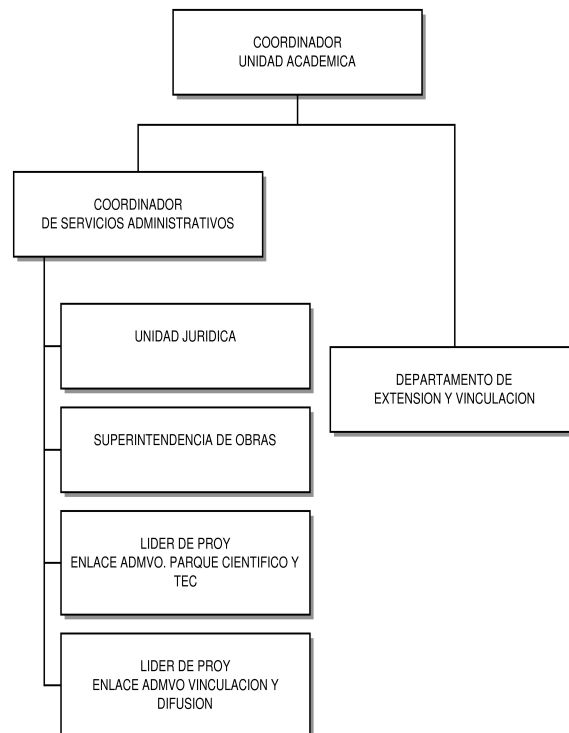 COORDINADOR
UNIDAD ACADEMICA
COORDINADOR
DE SERVICIOS ADMINISTRATIVOS
UNIDAD JURIDICA
DEPARTAMENTO DE
EXTENSION Y VINCULACION
SUPERINTENDENCIA DE OBRAS
LIDER DE PROY
ENLACE ADMVO. PARQUE CIENTIFICO Y
TEC
LIDER DE PROY
ENLACE ADMVO VINCULACION Y
DIFUSION